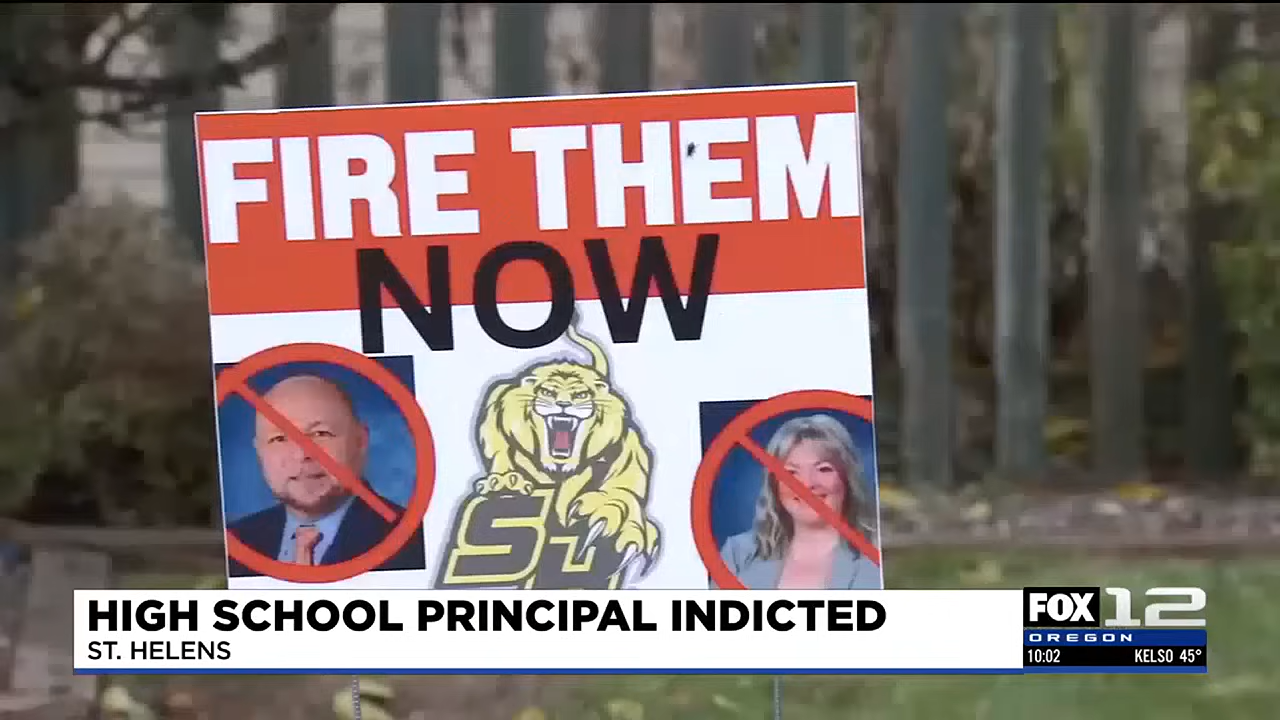 FIRE THEM
NOW
SH
HIGH SCHOOL PRINCIPAL INDICTED
ST. HELENS
FOX 12
OREGON
10:02 KELSO 45°